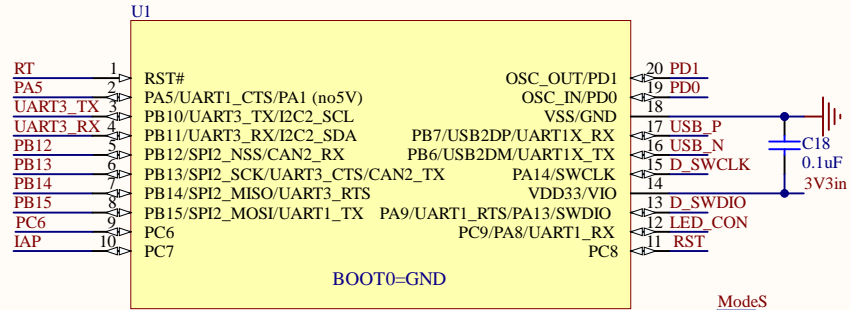 U1
RT 1 RST# OSC_OUT/PD1 20 PD1
PA5 2 PA5/UART1_CTS/PA1 (no5V) OSC_IN/PD0 19 PD0
UART3_TX 3 PB10/UART3_TX/I2C2_SCL VSS/GND 18
UART3_RX 4 PB11/UART3_RX/I2C2_SDA PB7/USB2DP/UART1X_RX 17 USB_P
PB12 5 PB12/SPI2_NSS/CAN2_RX PB6/USB2DM/UART1X_TX 16 USB_N
PB13 6 PB13/SPI2_SCK/UART3_CTS/CAN2_TX PA14/SWCLK 15 D_SWCLK
PB14 7 PB14/SPI2_MISO/UART3_RTS VDD33/VIO 14
PB15 8 PB15/SPI2_MOSI/UART1_TX PA9/UART1_RTS/PA13/SWDIO 13 D_SWDIO
PC6 9 PC6 PC9/PA8/UART1_RX 12 LED_CON
IAP 10 PC7 PC8 11 RST
C18
0.1uF
3V3in
BOOT0=GND
ModeS